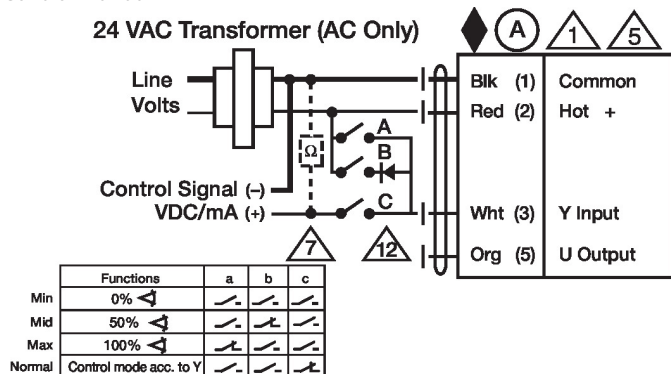 24 VAC Transformer (AC Only)
A
1
5
Line
Volts
Blk (1) Common
Red (2) Hot +
A
B
Ω
Control Signal (–)
VDC/mA (+)
C
Wht (3) Y Input
7
12
Org (5) U Output
Functions a b c
Min 0%
Mid 50%
Max 100%
Normal Control mode acc. to Y